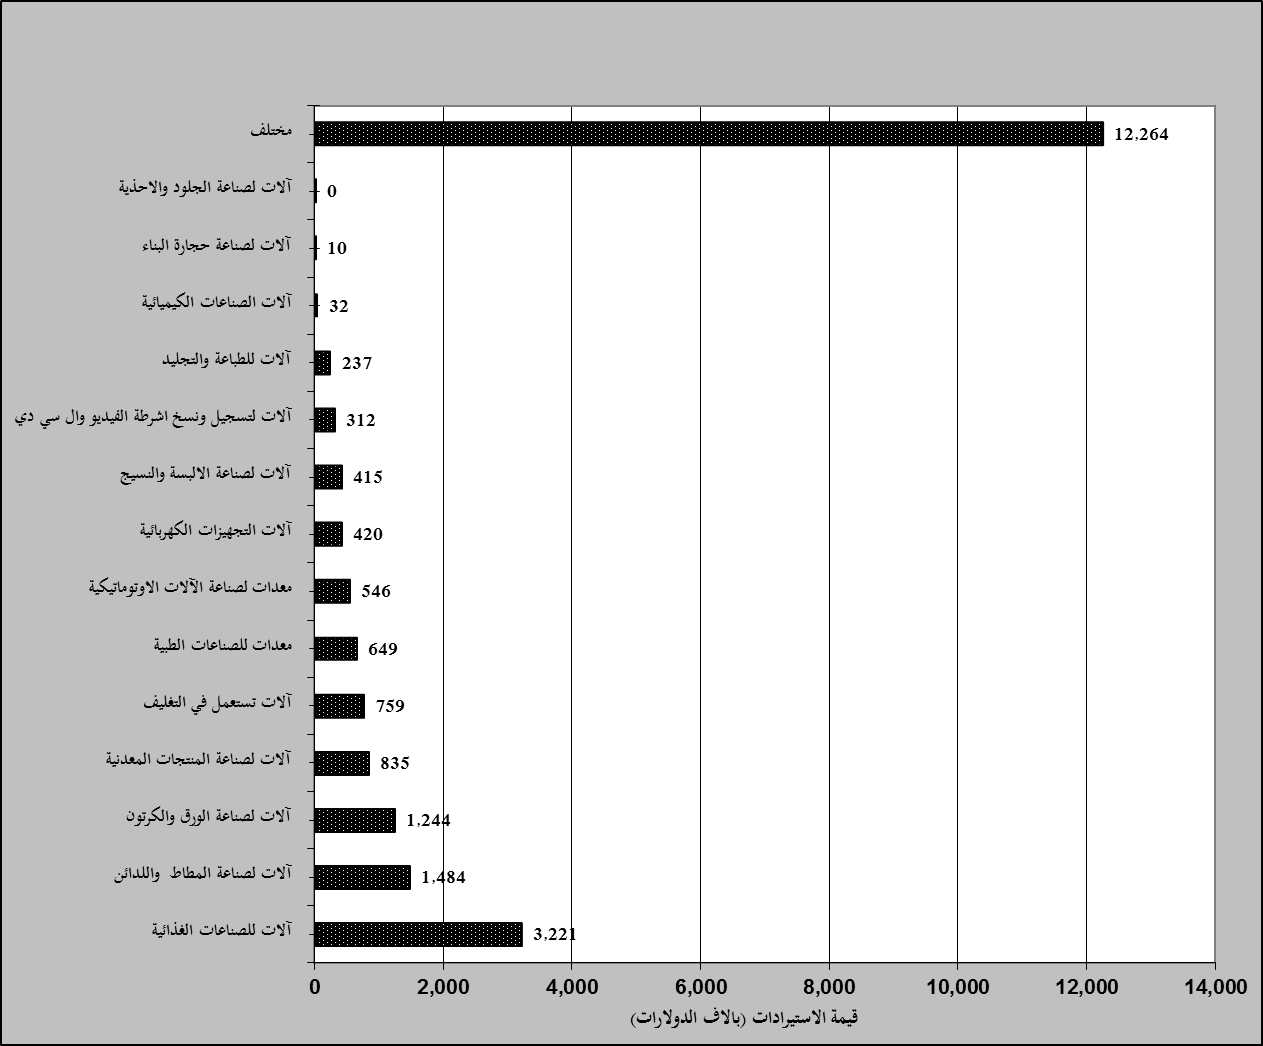 مختلف 12,264
آلات لصناعة الجلود والاحذية 0
آلات لصناعة حجارة البناء 10
آلات الصناعات الكيميائية 32
آلات للطباعة والتجليد 237
آلات لتسجيل ونسخ اشرطة الفيديو وال سي دي 312
آلات لصناعة الالبسة والنسيج 415
آلات التجهيزات الكهربائية 420
معدات لصناعة الآلات الاوتوماتيكية 546
معدات للصناعات الطبية 649
آلات تستعمل في التغليف 759
آلات لصناعة المنتجات المعدنية 835
آلات لصناعة الورق والكرتون 1,244
آلات لصناعة المطاط واللدائن 1,484
آلات للصناعات الغذائية 3,221
0 2,000 4,000 6,000 8,000 10,000 12,000 14,000
قيمة الاستيرادات (بالاف الدولارات)